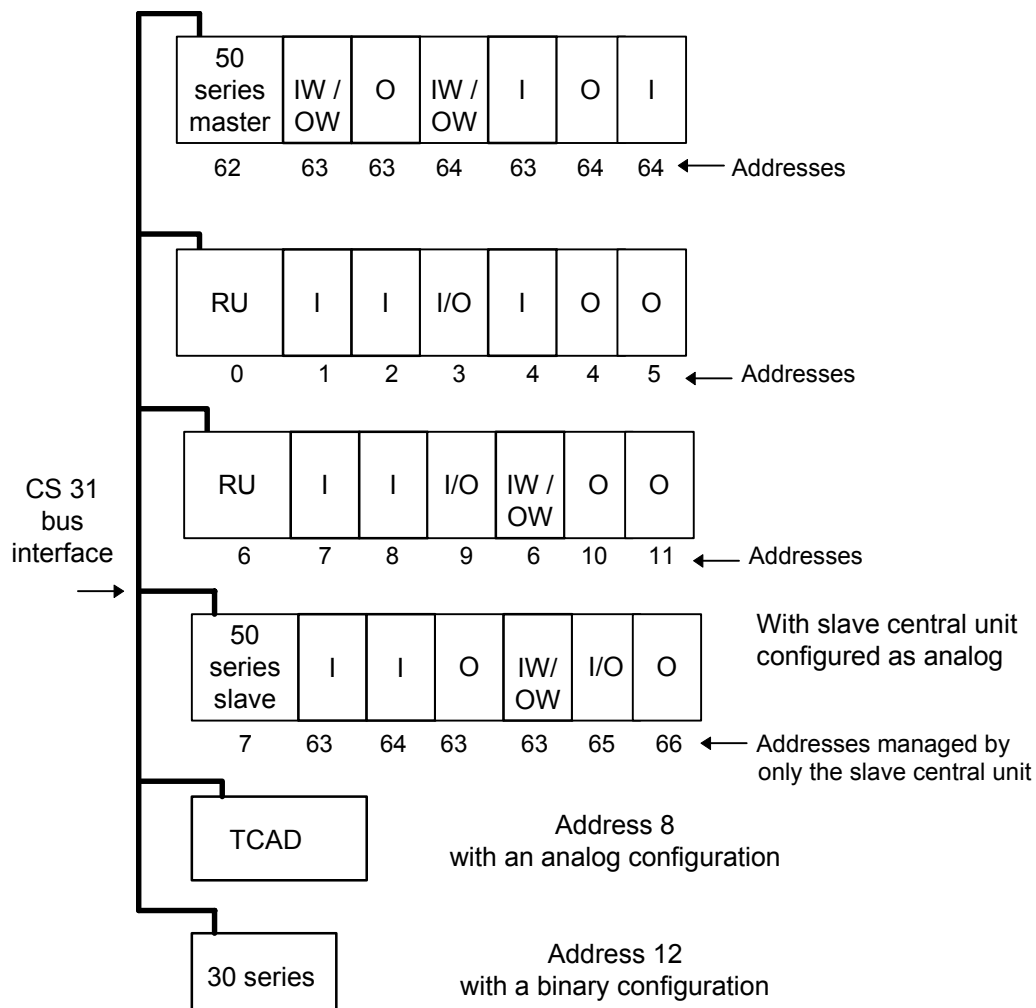 50
series
master
IW /
OW
O
IW /
OW
I
O
I
62 63 63 64 63 64 64 Addresses
RU I I I/O I O O
0 1 2 3 4 4 5 Addresses
RU I I I/O IW /
OW
O O
6 7 8 9 6 10 11 Addresses
CS 31
bus
interface
50
series
slave
I I O IW/
OW
I/O O
With slave central unit
configured as analog
7 63 64 63 63 65 66 Addresses managed by
only the slave central unit
TCAD
Address 8
with an analog configuration
30 series
Address 12
with a binary configuration